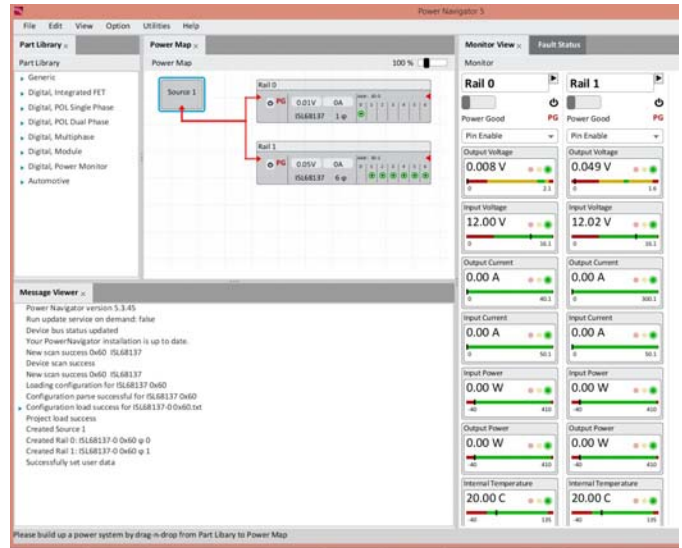 Power Navigator 5
File Edit View Option Utilities Help
Part Library x
Part Library
Generic
Digital, Integrated FET
Digital, POL Single Phase
Digital, POL Dual Phase
Digital, Multiphase
Digital, Module
Digital, Power Monitor
Automotive
Power Map x
Power Map 100 %
Source 1
Rail 0
PG 0.01V 0A
ISL68137 1 φ
Rail 1
PG 0.05V 0A
ISL68137 6 φ
Message Viewer x
Power Navigator version 5.3.45
Run update service on demand: false
Device bus status updated
Your PowerNavigator installation is up to date.
New scan success 0x60 ISL68137
Device scan success
New scan success 0x60 ISL68137
Loading configuration for ISL68137 0x60
Configuration parse successful for ISL68137 0x60
Configuration load success for ISL68137-0 0x60.txt
Project load success
Created Source 1
Created Rail 0: ISL68137-0 0x60 φ 0
Created Rail 1: ISL68137-0 0x60 φ 1
Successfully set user data
Monitor View x Fault Status
Monitor
Rail 0 Rail 1
Power Good PG Power Good PG
Pin Enable Pin Enable
Output Voltage Output Voltage
0.008 V 0.049 V
0 2.1 0 1.6
Input Voltage Input Voltage
12.00 V 12.02 V
0 16.1 0 16.1
Output Current Output Current
0.00 A 0.00 A
0 40.1 0 300.1
Input Current Input Current
0.00 A 0.00 A
0 50.1 0 50.1
Input Power Input Power
0.00 W 0.00 W
-40 410 -40 410
Output Power Output Power
0.00 W 0.00 W
-40 410 -40 410
Internal Temperature Internal Temperature
20.00 C 20.00 C
-40 135 -40 135
Please build up a power system by drag-n-drop from Part Libary to Power Map